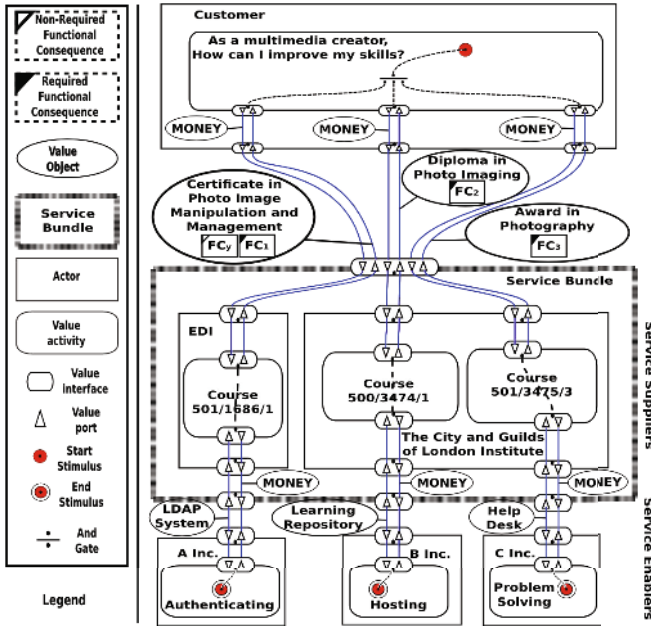 Non-Required
Functional
Consequence
Required
Functional
Consequence
Value
Object
Service
Bundle
Actor
Value
activity
Value
interface
Value
port
Start
Stimulus
End
Stimulus
And
Gate
Legend
Customer
As a multimedia creator,
How can I improve my skills?
MONEY
MONEY
MONEY
Certificate in
Photo Image
Manipulation and
Management
FCy
FC1
Diploma in
Photo Imaging
FC2
Award in
Photography
FC3
Service Bundle
EDI
Course
501/1686/1
Course
500/3474/1
Course
501/3475/3
The City and Guilds
of London Institute
MONEY
MONEY
MONEY
LDAP
System
Learning
Repository
Help
Desk
A Inc.
B Inc.
C Inc.
Authenticating
Hosting
Problem
Solving
Service Suppliers
Service Enablers